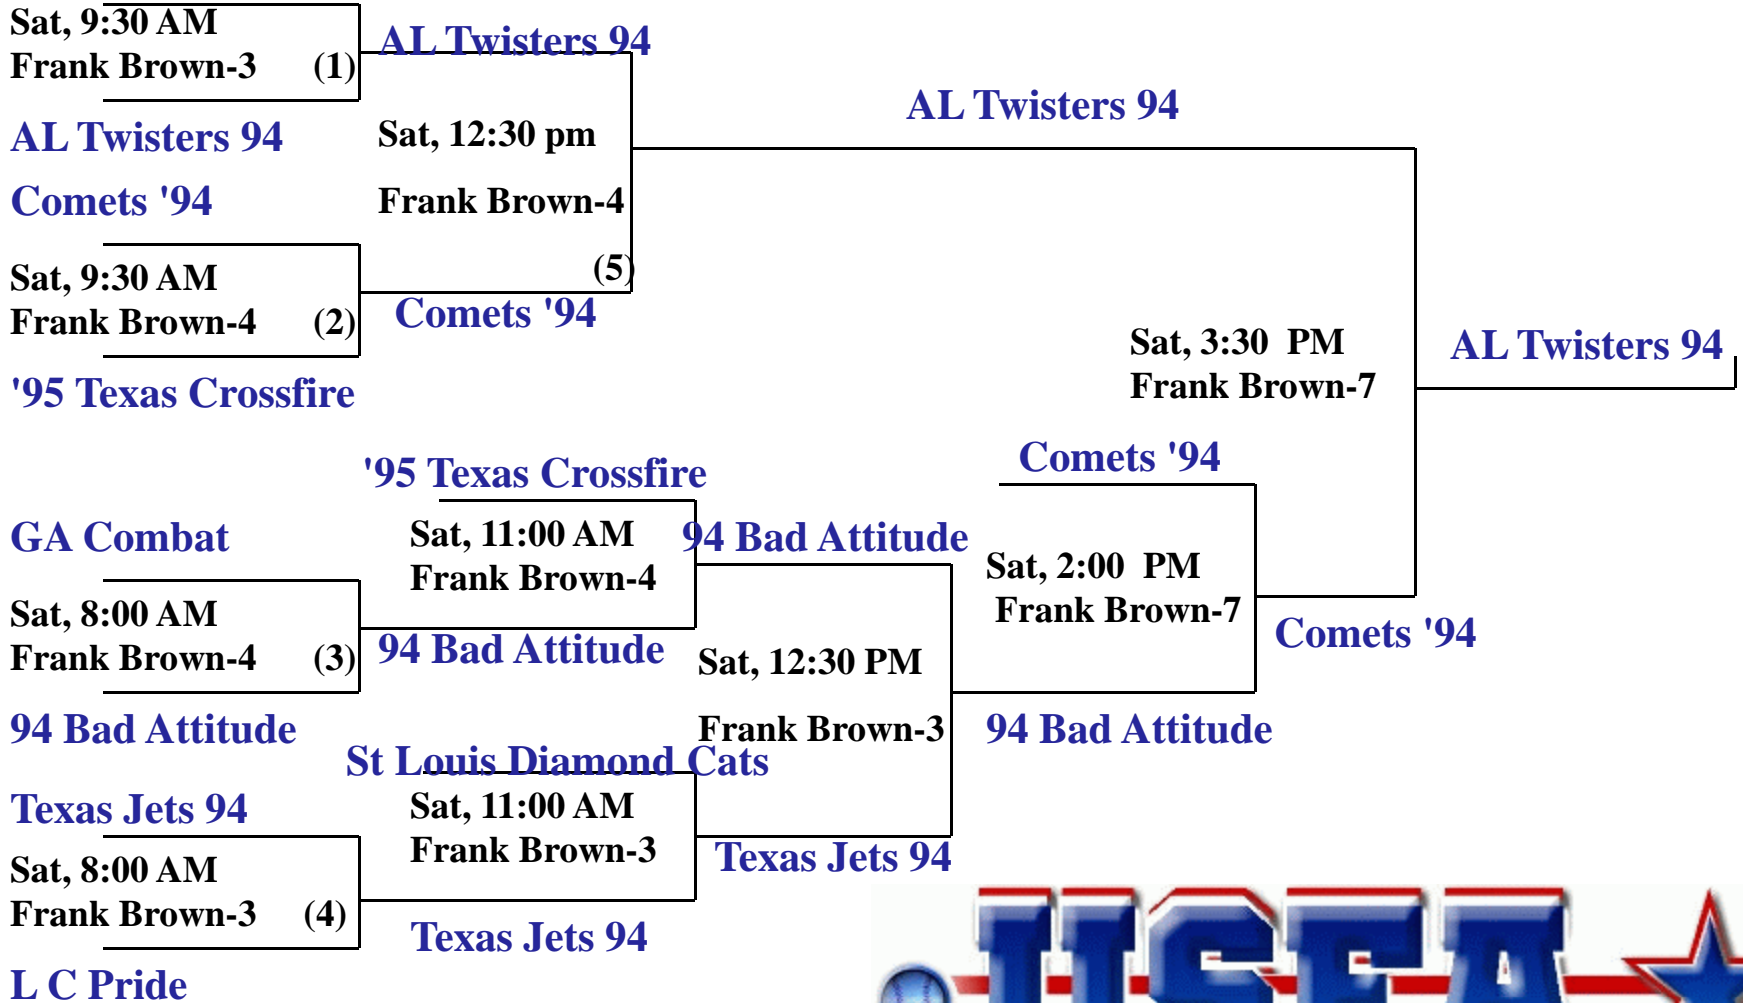 Sat, 9:30 AM
Frank Brown-3 (1)
AL Twisters 94
AL Twisters 94
AL Twisters 94
Sat, 12:30 pm
Comets '94
Frank Brown-4
(5)
Sat, 9:30 AM
Frank Brown-4 (2)
Comets '94
'95 Texas Crossfire
Sat, 3:30 PM
Frank Brown-7
AL Twisters 94
'95 Texas Crossfire
Comets '94
GA Combat
Sat, 11:00 AM
Frank Brown-4
94 Bad Attitude
Sat, 2:00 PM
Frank Brown-7
Sat, 8:00 AM
Frank Brown-4 (3)
94 Bad Attitude
Comets '94
Sat, 12:30 PM
Frank Brown-3
94 Bad Attitude
94 Bad Attitude
St Louis Diamond Cats
Texas Jets 94
Sat, 11:00 AM
Frank Brown-3
Texas Jets 94
Sat, 8:00 AM
Frank Brown-3 (4)
Texas Jets 94
L C Pride
USFA